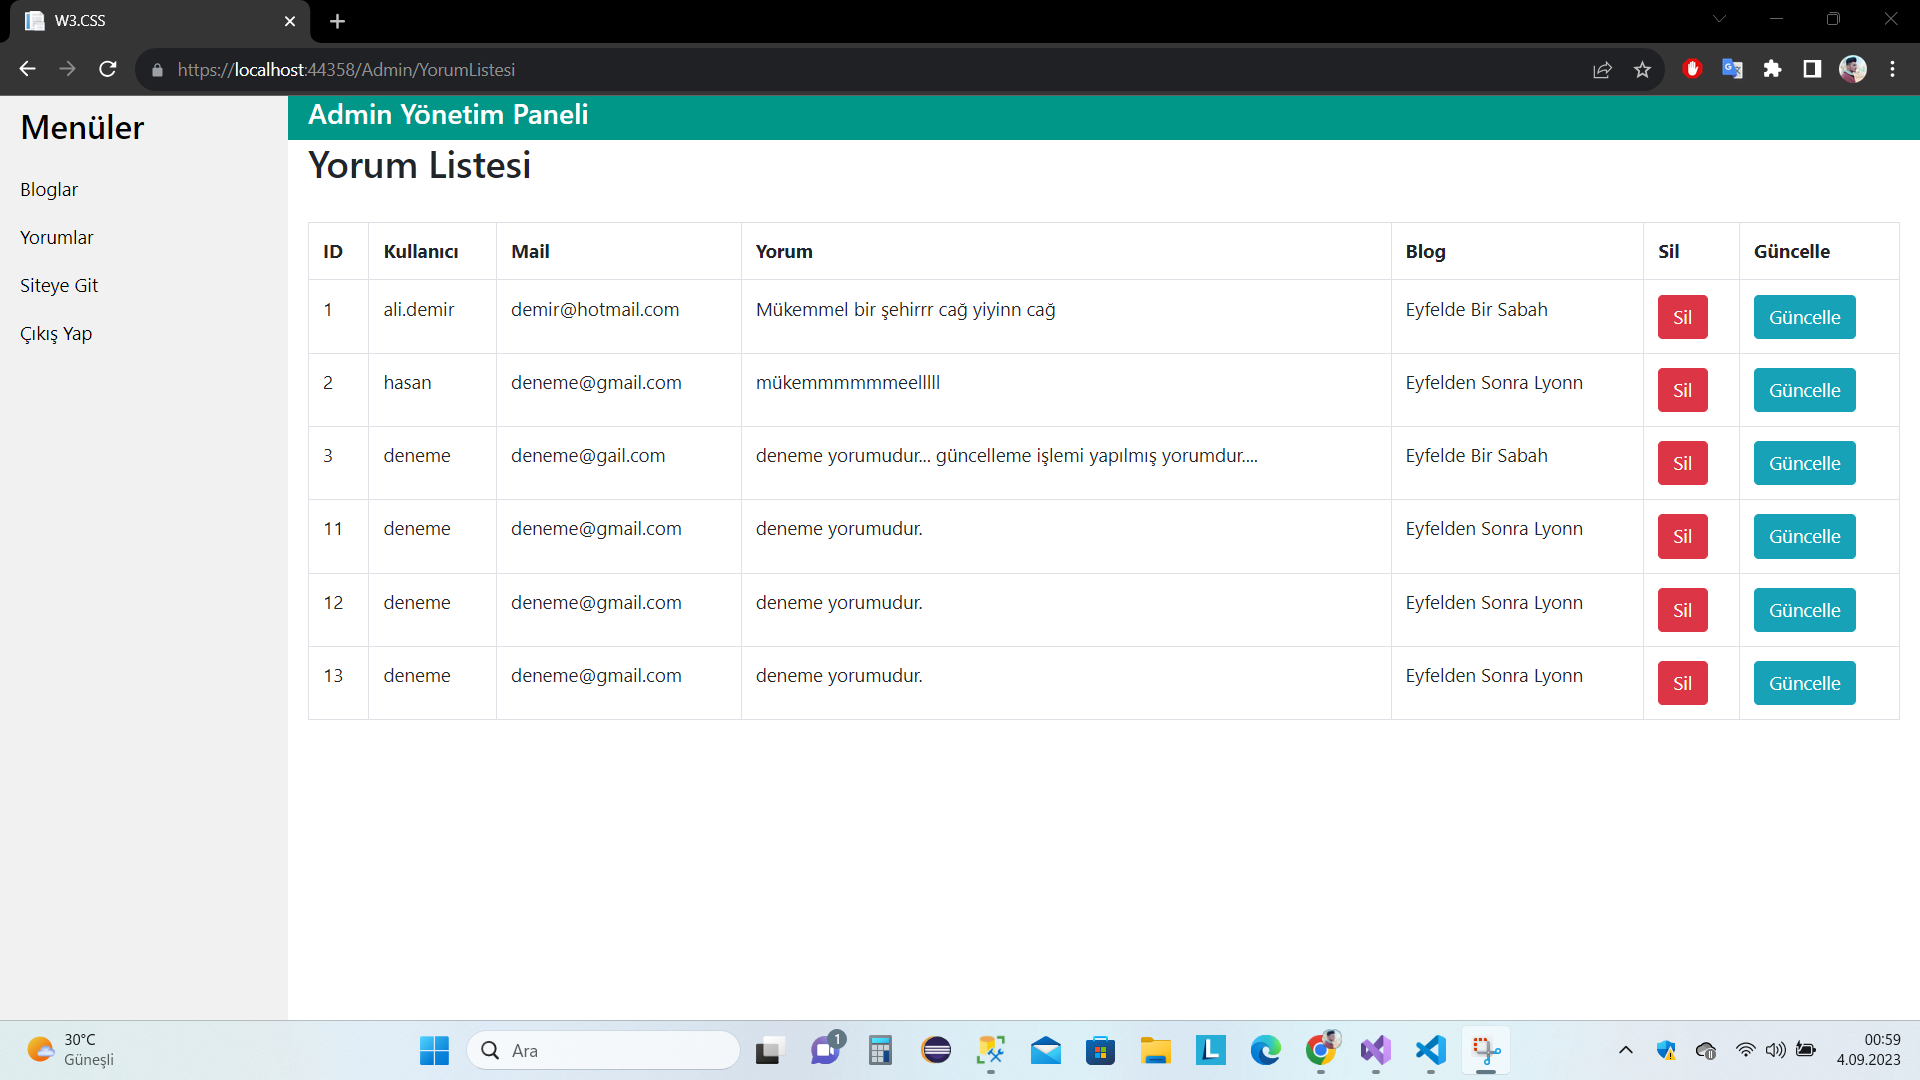 W3.CSS
https://localhost:44358/Admin/YorumListesi
Menüler
Bloglar
Yorumlar
Siteye Git
Çıkış Yap
Admin Yönetim Paneli
Yorum Listesi
ID Kullanıcı Mail Yorum Blog Sil Güncelle
1 ali.demir demir@hotmail.com Mükemmel bir şehirrr cağ yiyinn cağ Eyfelde Bir Sabah Sil Güncelle
2 hasan deneme@gmail.com mükemmmmmmeelllll Eyfelden Sonra Lyonn Sil Güncelle
3 deneme deneme@gail.com deneme yorumudur... güncelleme işlemi yapılmış yorumdur.... Eyfelde Bir Sabah Sil Güncelle
11 deneme deneme@gmail.com deneme yorumudur. Eyfelden Sonra Lyonn Sil Güncelle
12 deneme deneme@gmail.com deneme yorumudur. Eyfelden Sonra Lyonn Sil Güncelle
13 deneme deneme@gmail.com deneme yorumudur. Eyfelden Sonra Lyonn Sil Güncelle
30°C
Güneşli
Ara
1
L
00:59
4.09.2023